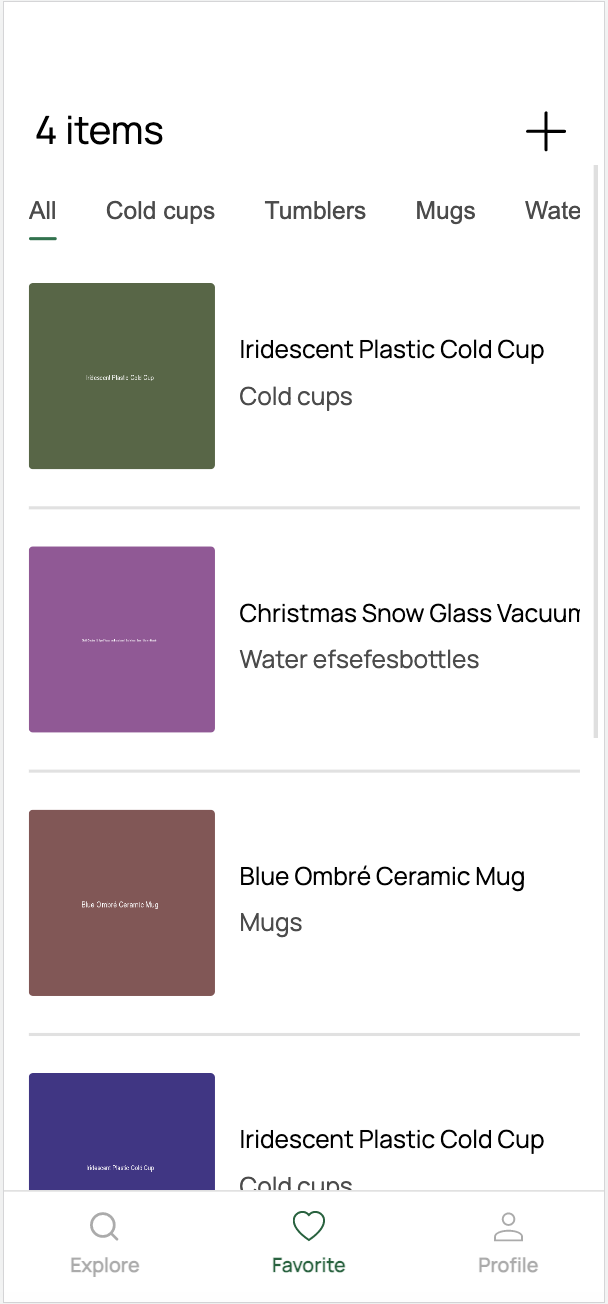 4 items
All Cold cups Tumblers Mugs Wate
Iridescent Plastic Cold Cup
Iridescent Plastic Cold Cup
Cold cups
Christmas Snow Glass Vacuum
Water efsefesbottles
Blue Ombré Ceramic Mug
Blue Ombré Ceramic Mug
Mugs
Iridescent Plastic Cold Cup
Iridescent Plastic Cold Cup
Cold cups
Explore Favorite Profile